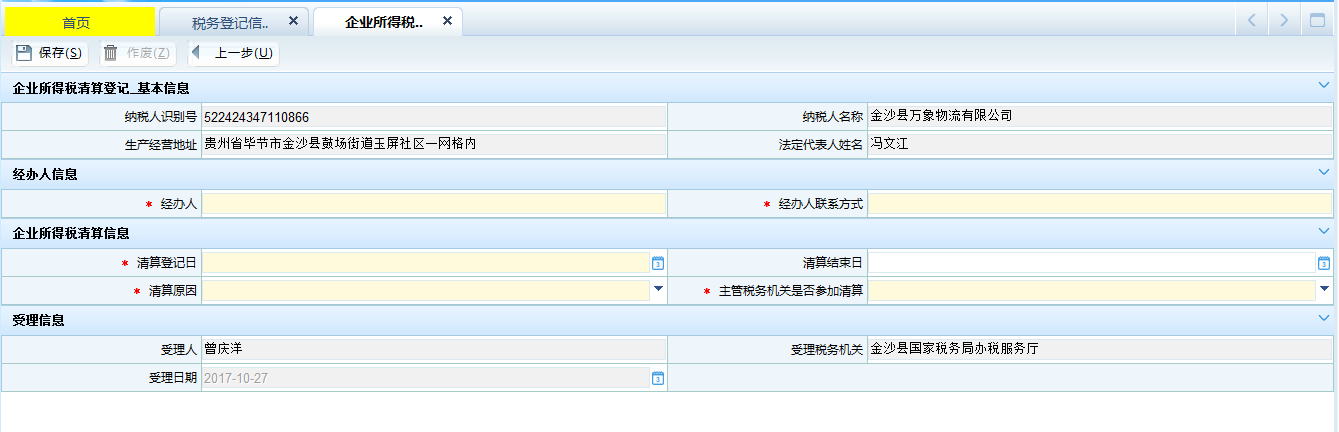 首页 税务登记信.. 企业所得税..
保存(S) 作废(Z) 上一步(U)
企业所得税清算登记_基本信息
纳税人识别号 522424347110866 纳税人名称 金沙县万象物流有限公司
生产经营地址 贵州省毕节市金沙县鼓场街道玉屏社区一网格内 法定代表人姓名 冯文江
经办人信息
* 经办人 * 经办人联系方式
企业所得税清算信息
* 清算登记日 清算结束日
* 清算原因 * 主管税务机关是否参加清算
受理信息
受理人 曾庆洋 受理税务机关 金沙县国家税务局办税服务厅
受理日期 2017-10-27